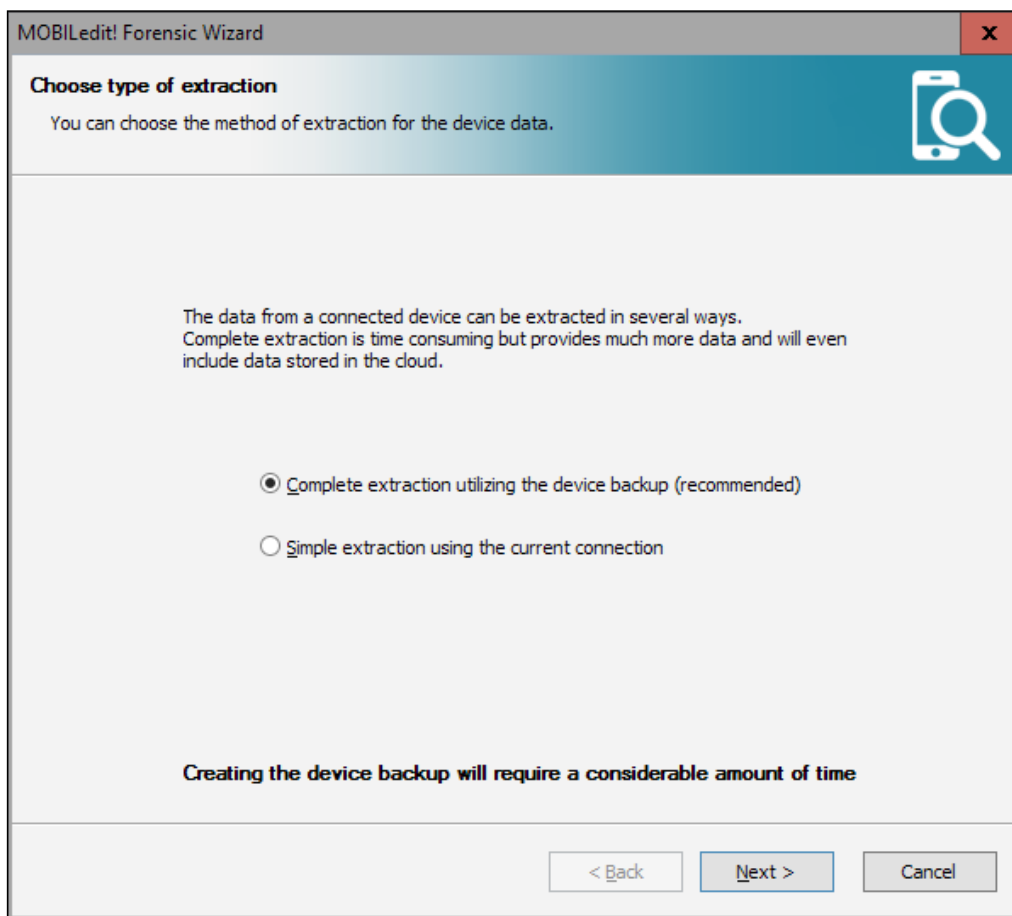 MOBILedit! Forensic Wizard
x
Choose type of extraction
You can choose the method of extraction for the device data.
The data from a connected device can be extracted in several ways.
Complete extraction is time consuming but provides much more data and will even
include data stored in the cloud.
Complete extraction utilizing the device backup (recommended)
Simple extraction using the current connection
Creating the device backup will require a considerable amount of time
< Back Next > Cancel